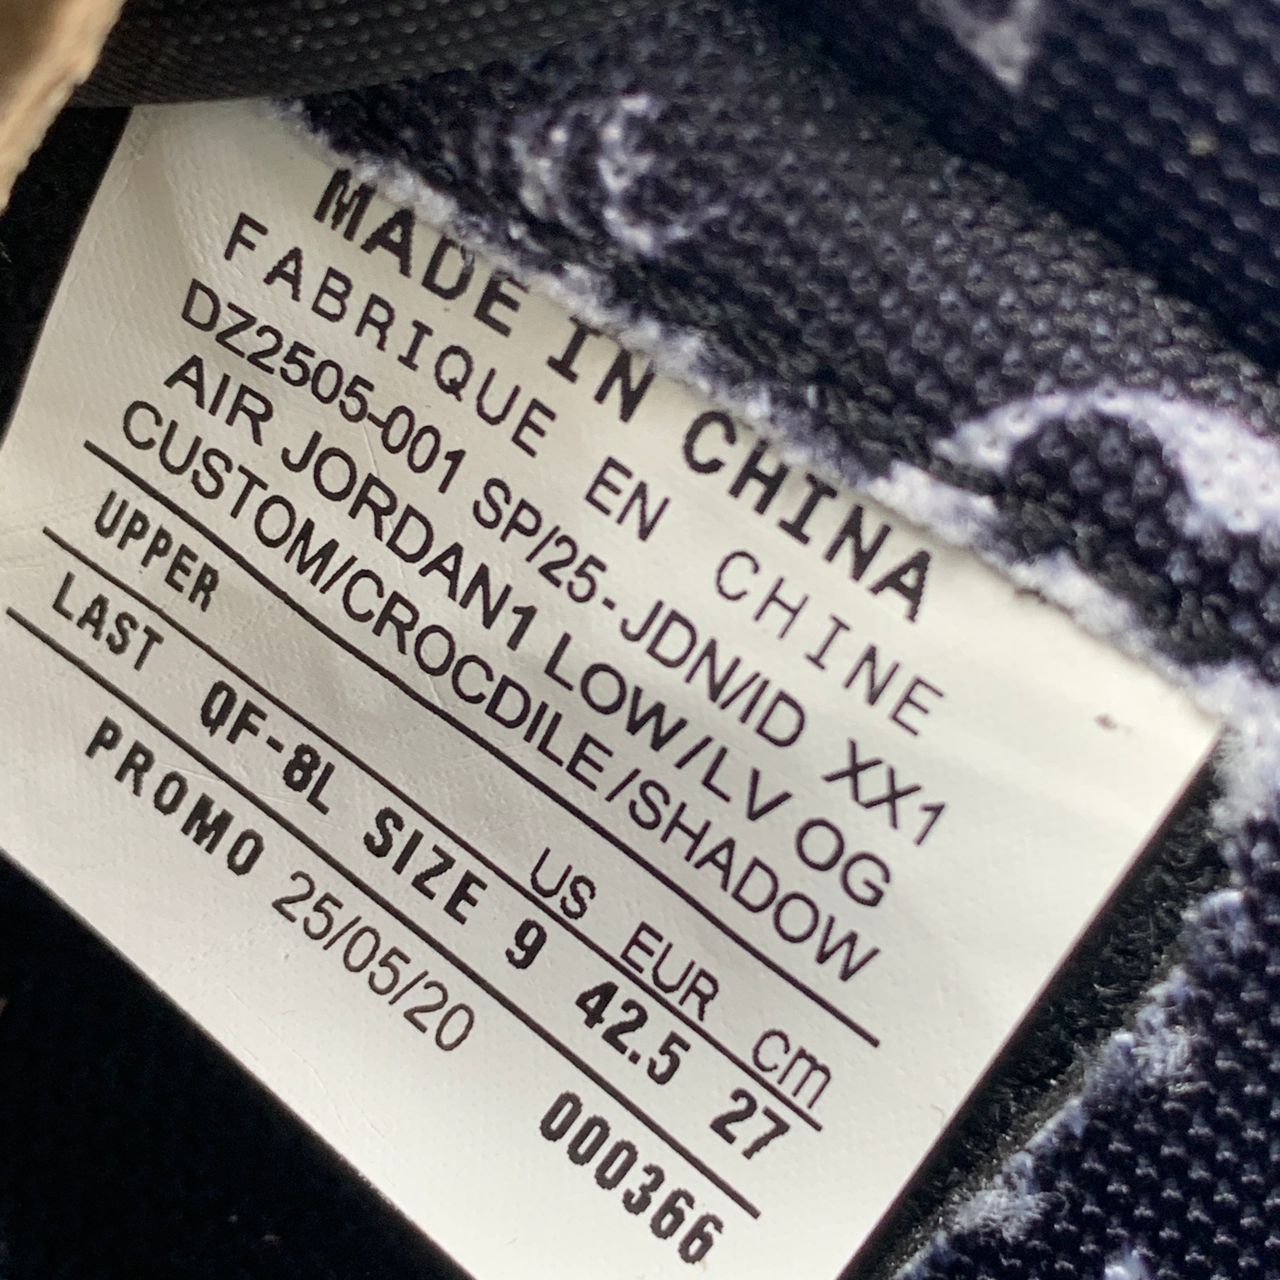 MADE IN CHINA
FABRIQUE EN CHINE
DZ2505-001 SP/25-JDN/ID XX1
AIR JORDAN1 LOW/LV OG
CUSTOM/CROCDILE/SHADOW
UPPER US EUR cm
LAST QF-8L SIZE 9 42.5 27
PROMO 25/05/20 000366